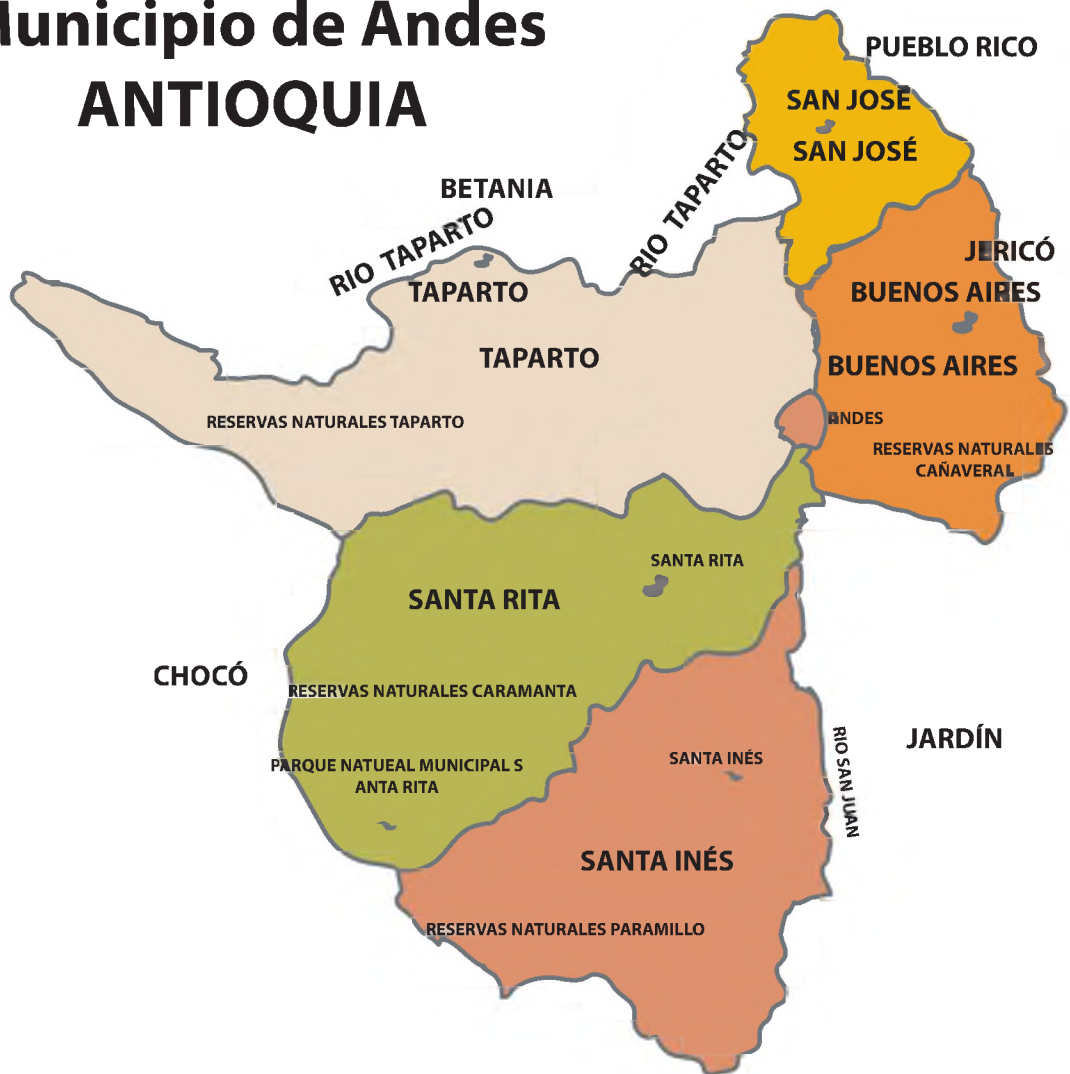 Municipio de Andes
ANTIOQUIA
PUEBLO RICO
SAN JOSÉ
SAN JOSÉ
RIO TAPARTO
BETANIA
RIO TAPARTO
JERICÓ
TAPARTO
BUENOS AIRES
TAPARTO
BUENOS AIRES
RESERVAS NATURALES TAPARTO
ANDES
RESERVAS NATURALES
CAÑAVERAL
SANTA RITA
SANTA RITA
CHOCÓ
RESERVAS NATURALES CARAMANTA
JARDÍN
RIO SAN JUAN
PARQUE NATUEAL MUNICIPAL S
ANTA RITA
SANTA INÉS
SANTA INÉS
RESERVAS NATURALES PARAMILLO